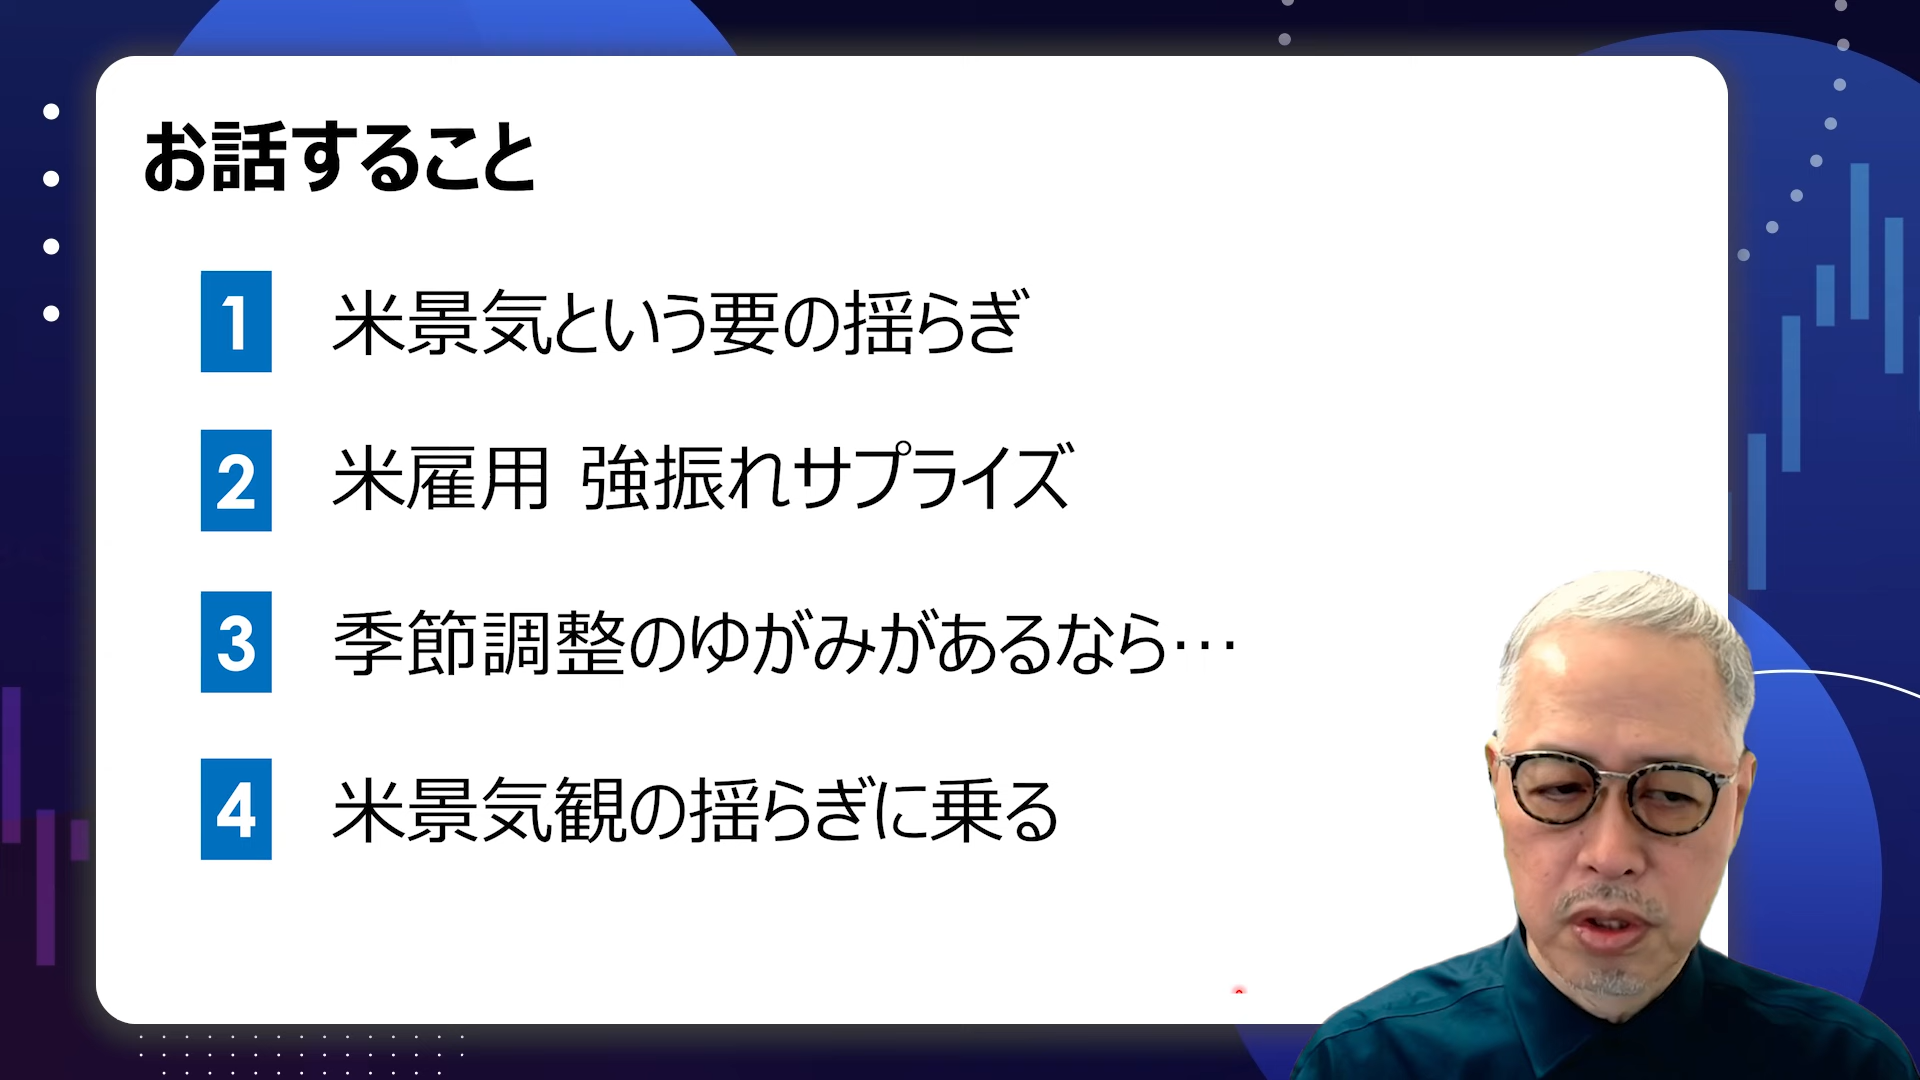 お話すること
1 米景気という要の揺らぎ
2 米雇用 強振れサプライズ
3 季節調整のゆがみがあるなら…
4 米景気観の揺らぎに乗る